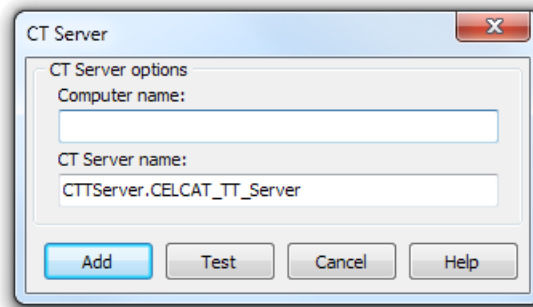 CT Server
CT Server options
Computer name:
CT Server name:
CTTServer.CELCAT_TT_Server
Add Test Cancel Help